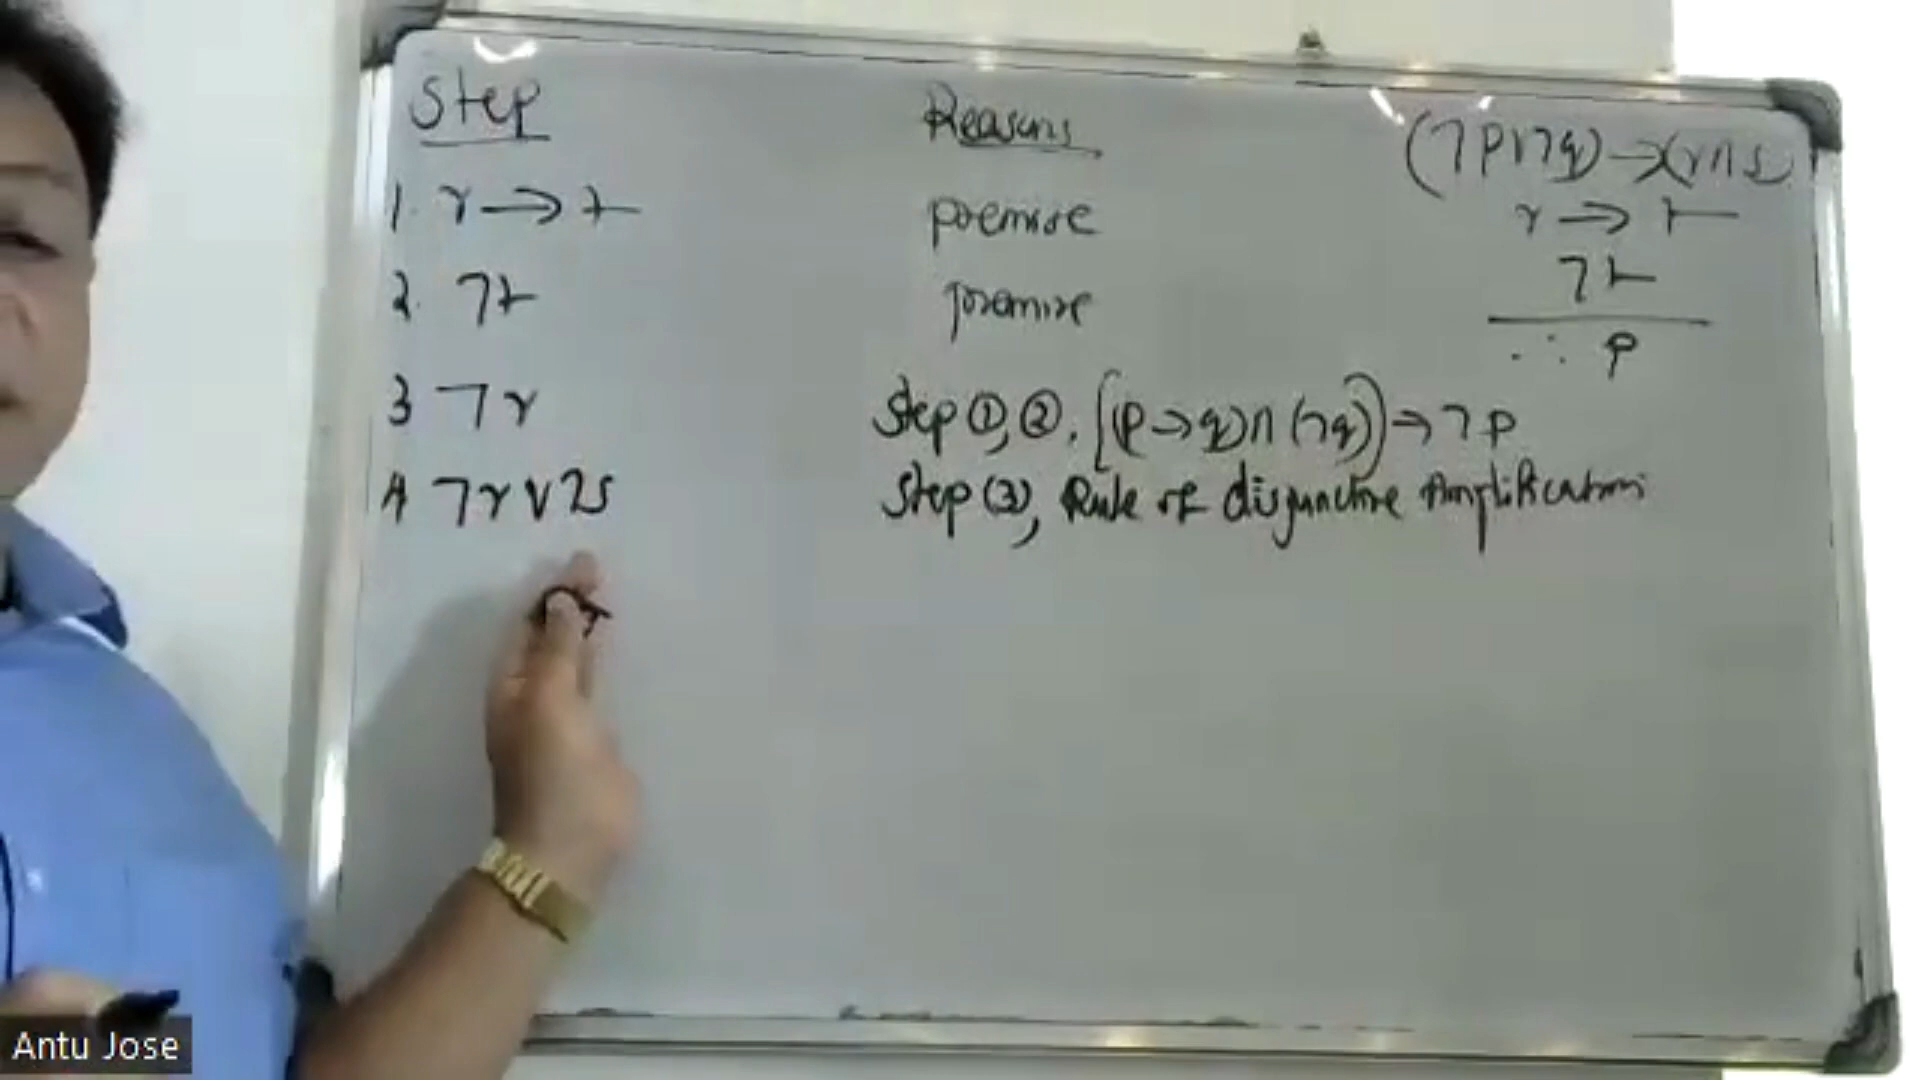 Step Reasons
(¬p∨¬q)→(r∧s)
1. r → t premise
r → t
2. ¬t premise
¬t
∴ p
3 ¬r Step ①, ②. [(p→q)∧(¬q)]→¬p
4 ¬r∨¬s Step (3), Rule of disjunctive Amplification
Antu Jose